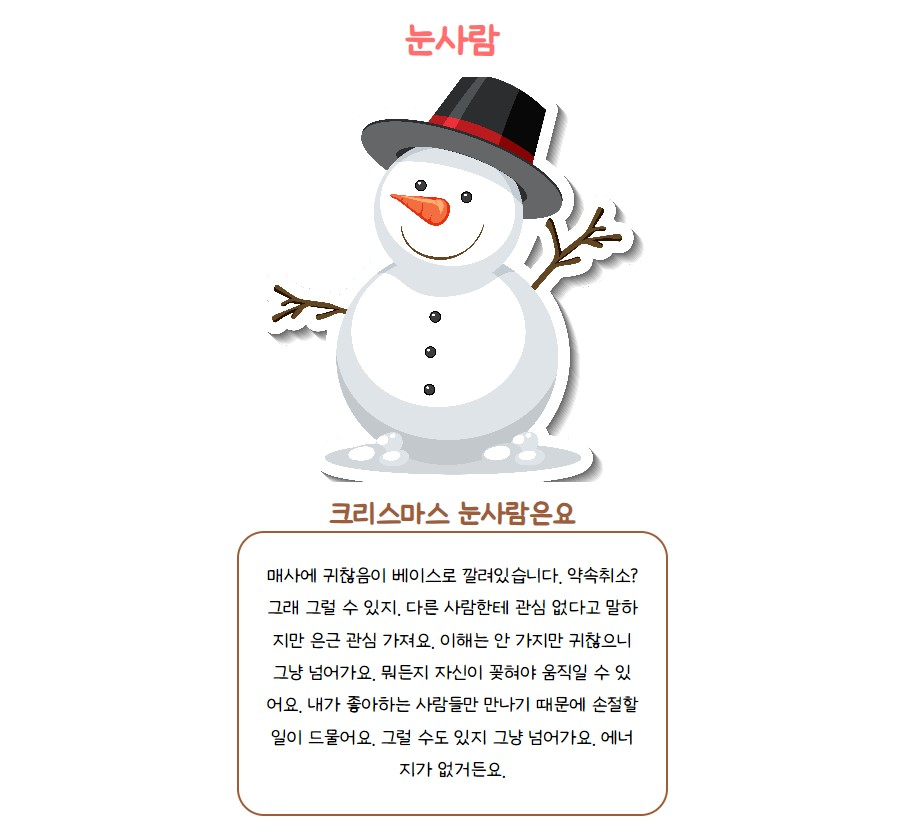 눈사람
크리스마스 눈사람은요
매사에 귀찮음이 베이스로 깔려있습니다. 약속취소?
그래 그럴 수 있지. 다른 사람한테 관심 없다고 말하
지만 은근 관심 가져요. 이해는 안 가지만 귀찮으니
그냥 넘어가요. 뭐든지 자신이 꽂혀야 움직일 수 있
어요. 내가 좋아하는 사람들만 만나기 때문에 손절할
일이 드물어요. 그럴 수도 있지 그냥 넘어가요. 에너
지가 없거든요.